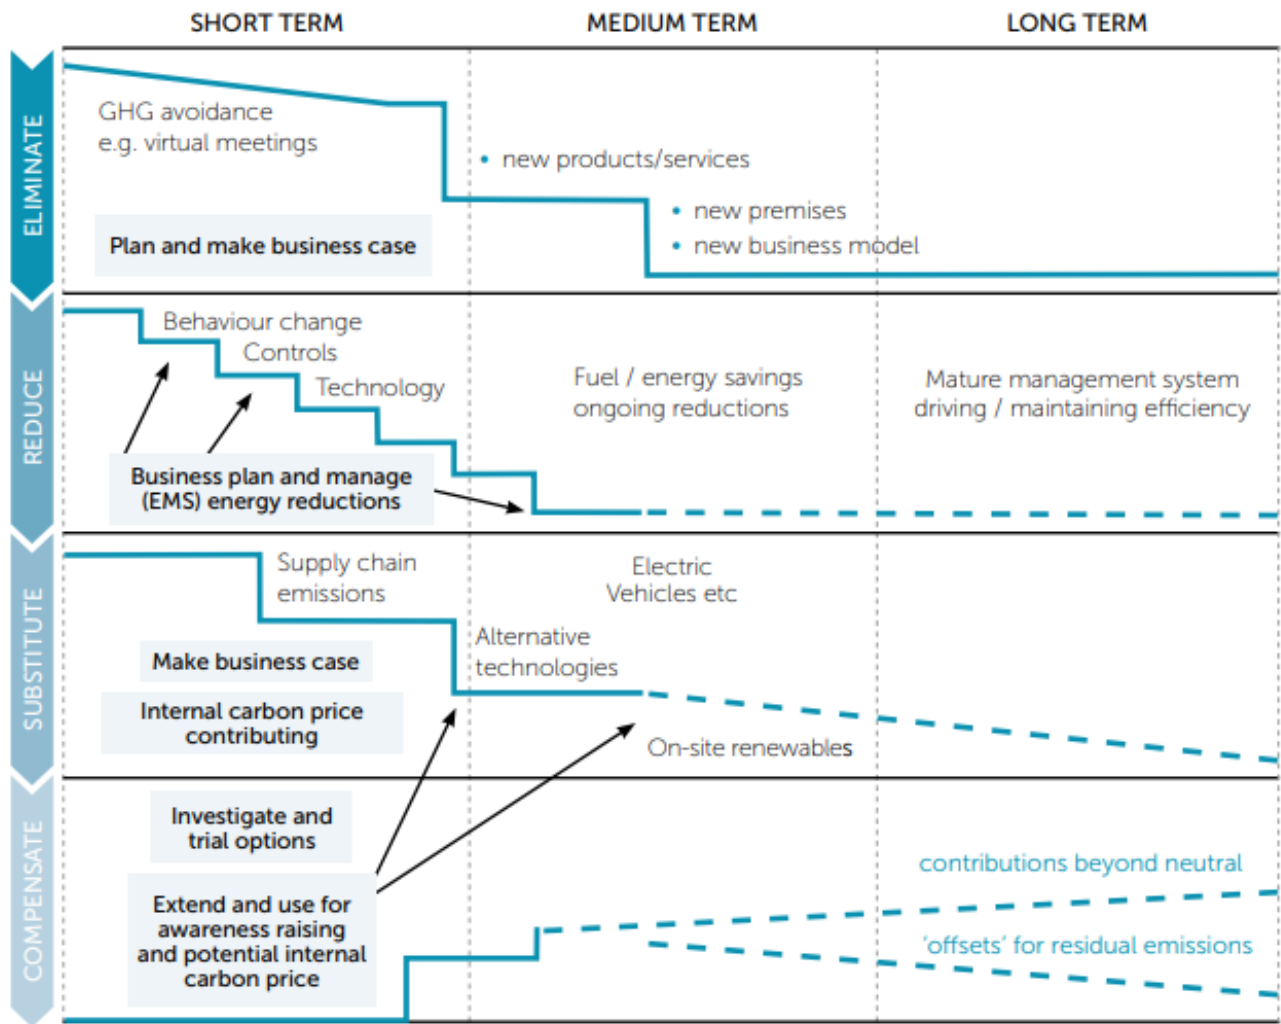 SHORT TERM
MEDIUM TERM
LONG TERM
ELIMINATE
GHG avoidance
e.g. virtual meetings
• new products/services
• new premises
• new business model
Plan and make business case
REDUCE
Behaviour change
Controls
Technology
Fuel / energy savings
ongoing reductions
Mature management system
driving / maintaining efficiency
Business plan and manage
(EMS) energy reductions
SUBSTITUTE
Supply chain
emissions
Electric
Vehicles etc
Alternative
technologies
Make business case
Internal carbon price
contributing
On-site renewables
COMPENSATE
Investigate and
trial options
Extend and use for
awareness raising
and potential internal
carbon price
contributions beyond neutral
'offsets' for residual emissions